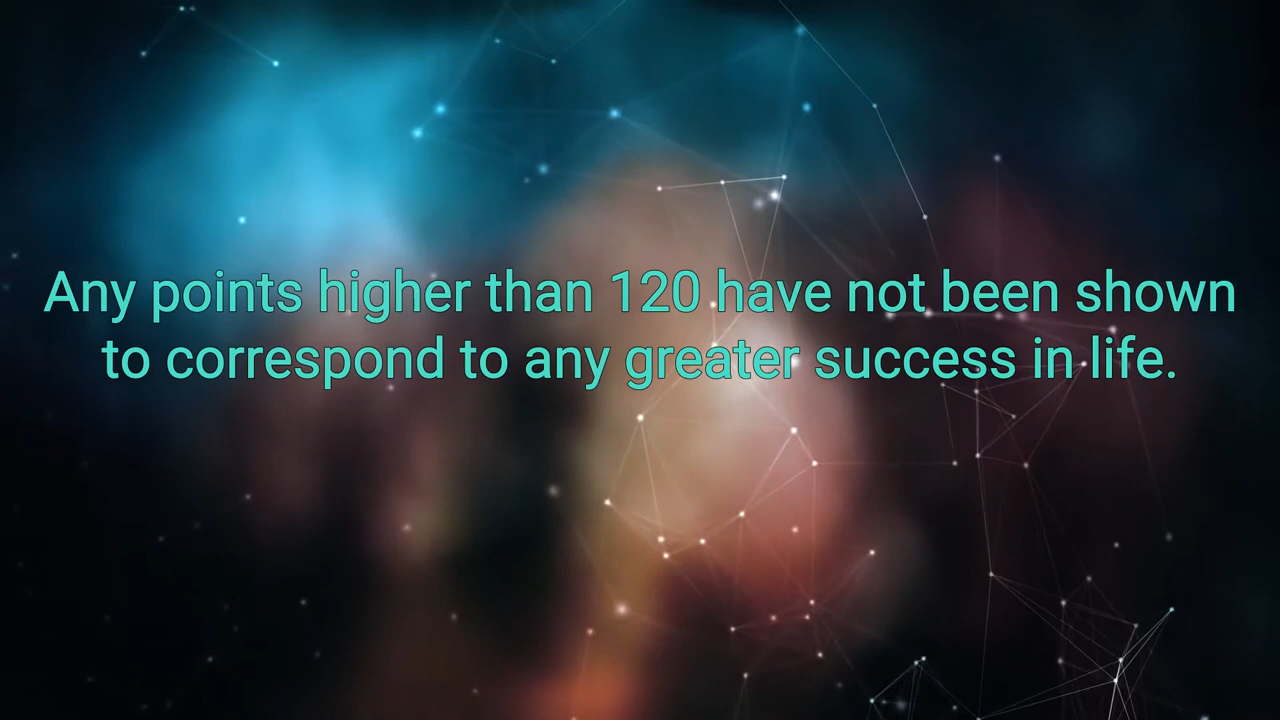 Any points higher than 120 have not been shown
to correspond to any greater success in life.